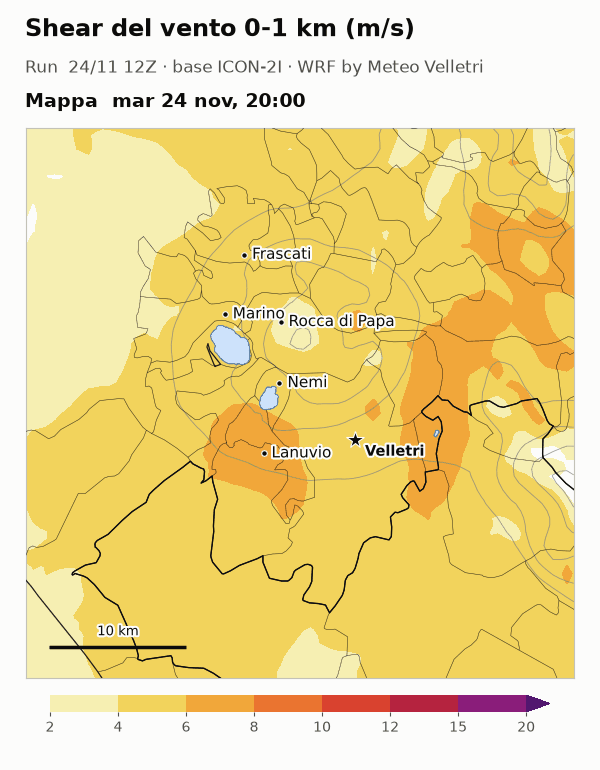 Shear del vento 0-1 km (m/s)
Run  24/11 12Z · base ICON-2I · WRF by Meteo Velletri
Mappa  mar 24 nov, 20:00
Frascati
Marino
Rocca di Papa
Nemi
Velletri
Lanuvio
10 km
2 4 6 8 10 12 15 20